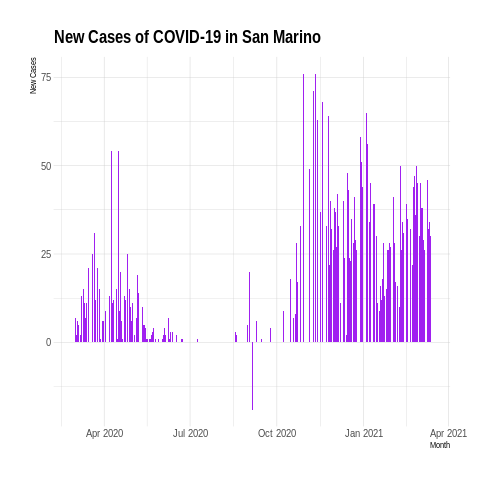 New Cases of COVID-19 in San Marino
New Cases
75
50
25
0
Apr 2020 Jul 2020 Oct 2020 Jan 2021 Apr 2021
Month